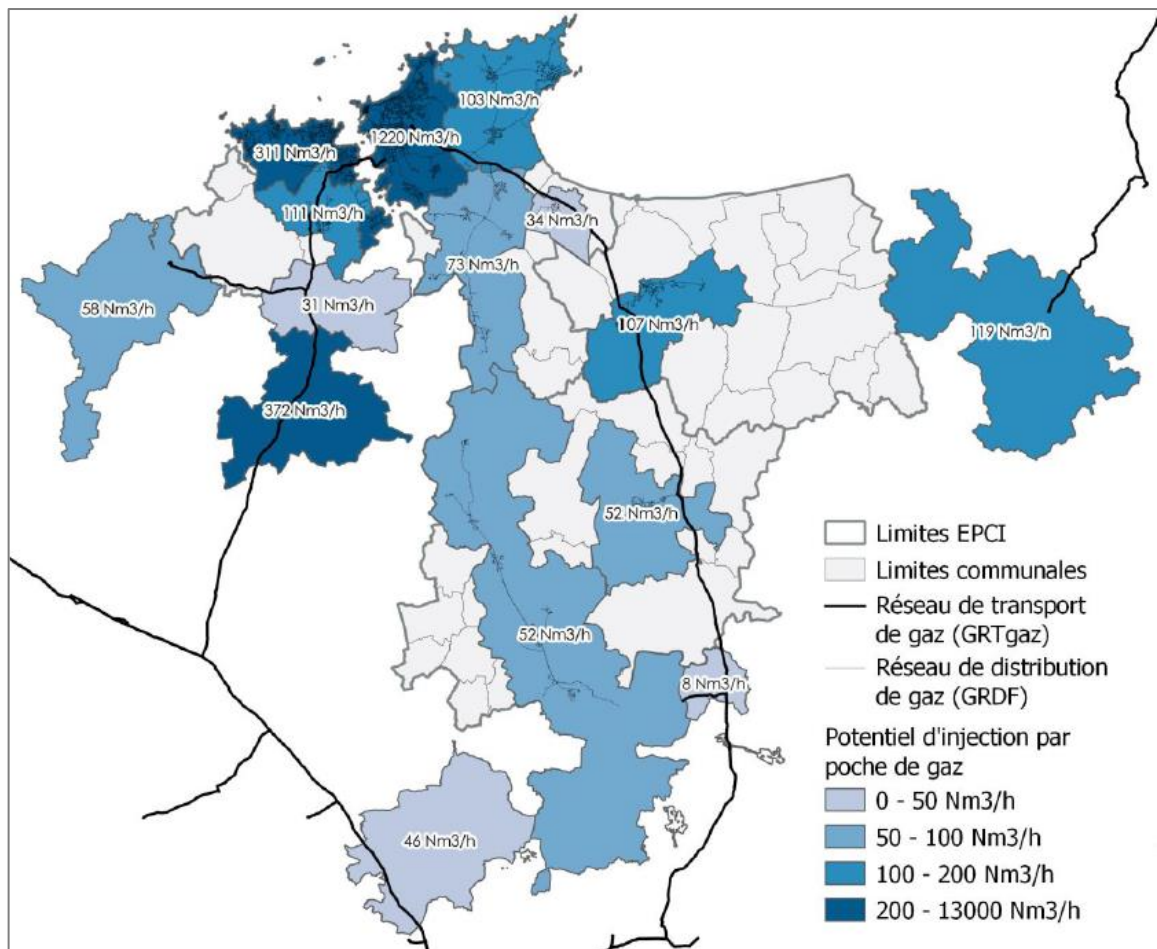 103 Nm3/h
1220 Nm3/h
311 Nm3/h
111 Nm3/h
34 Nm3/h
73 Nm3/h
58 Nm3/h
31 Nm3/h
107 Nm3/h
119 Nm3/h
372 Nm3/h
52 Nm3/h
52 Nm3/h
8 Nm3/h
46 Nm3/h
Limites EPCI
Limites communales
Réseau de transport
de gaz (GRTgaz)
Réseau de distribution
de gaz (GRDF)
Potentiel d'injection par
poche de gaz
0 - 50 Nm3/h
50 - 100 Nm3/h
100 - 200 Nm3/h
200 - 13000 Nm3/h